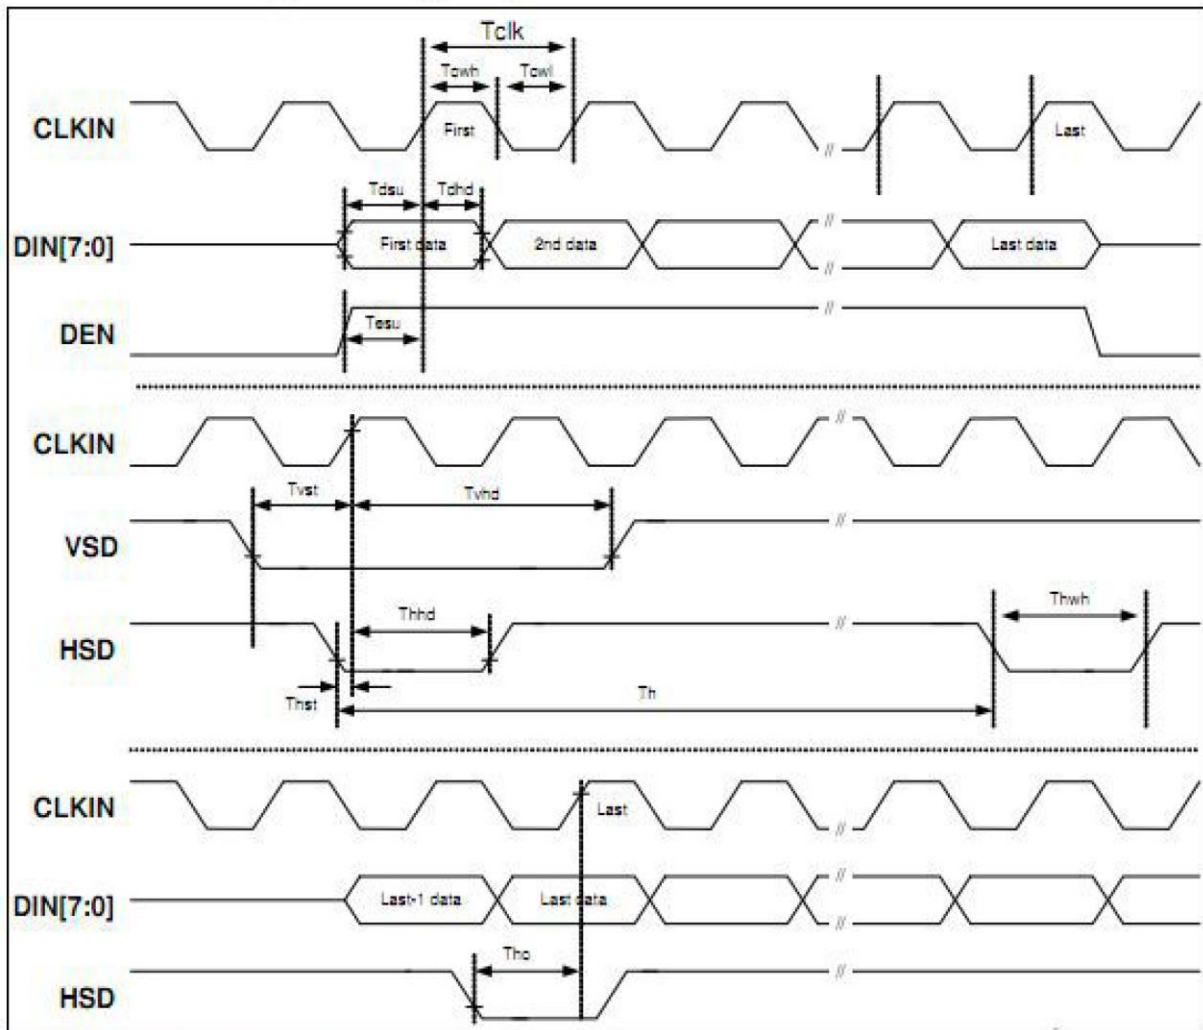 Tclk
Tcwh
Tcwl
CLKIN
First
//
Last
Tdsu
Tdhd
DIN[7:0]
First data
2nd data
//
//
Last data
DEN
Tesu
//
CLKIN
//
Tvst
Tvhd
VSD
//
Thhd
Thwh
HSD
//
Thst
Th
CLKIN
Last
//
DIN[7:0]
Last-1 data
Last data
//
//
Thc
HSD
//